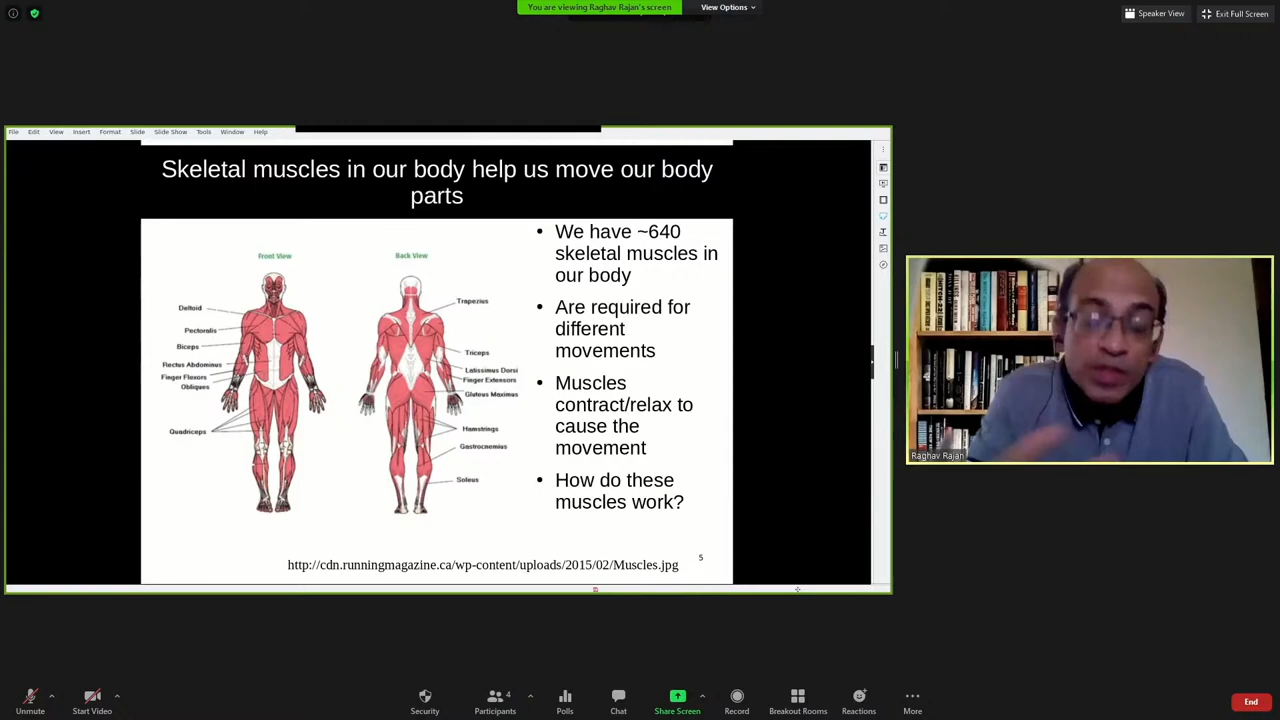 You are viewing Raghav Rajan's screen
View Options
Speaker View
Exit Full Screen
File Edit View Insert Format Slide Slide Show Tools Window Help
Skeletal muscles in our body help us move our body
parts
Front View
Back View
Deltoid
Pectoralis
Biceps
Rectus Abdominus
Finger Flexors
Obliques
Quadriceps
Trapezius
Triceps
Latissimus Dorsi
Finger Extensors
Gluteus Maximus
Hamstrings
Gastrocnemius
Soleus
• We have ~640
skeletal muscles in
our body
• Are required for
different
movements
• Muscles
contract/relax to
cause the
movement
• How do these
muscles work?
5
http://cdn.runningmagazine.ca/wp-content/uploads/2015/02/Muscles.jpg
Raghav Rajan
Unmute
Start Video
Security
4
Participants
Polls
Chat
Share Screen
Record
Breakout Rooms
Reactions
More
End